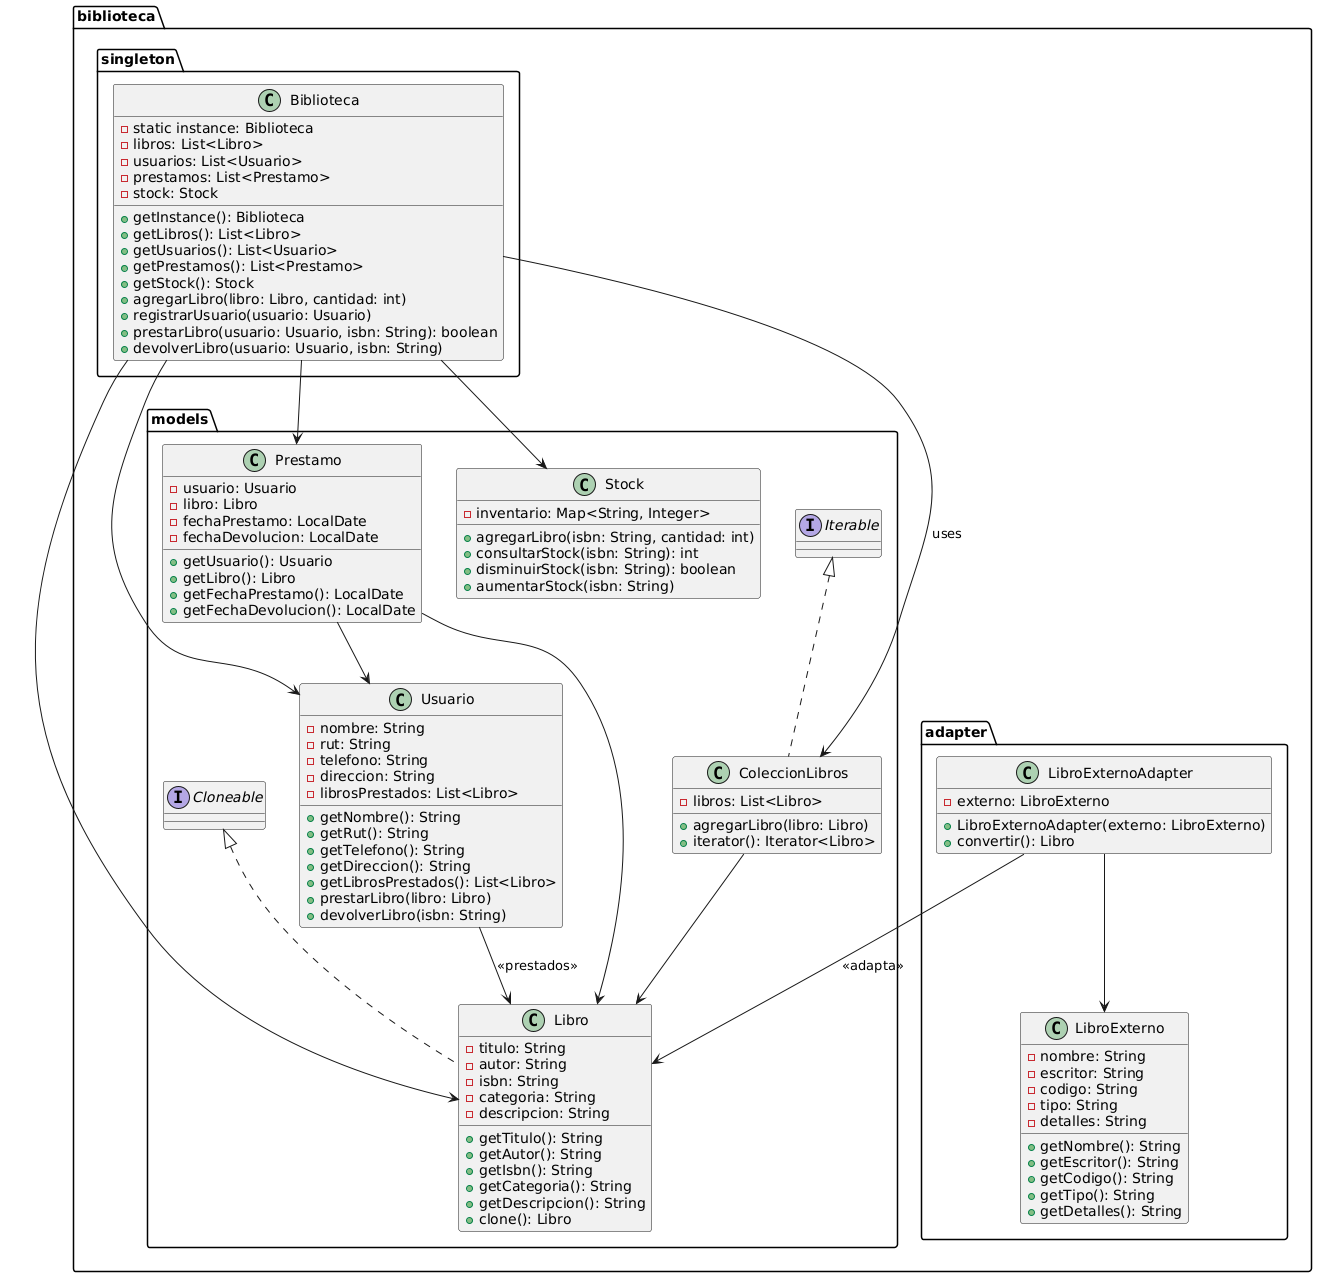 biblioteca
singleton
C Biblioteca
static instance: Biblioteca
libros: List<Libro>
usuarios: List<Usuario>
prestamos: List<Prestamo>
stock: Stock
getInstance(): Biblioteca
getLibros(): List<Libro>
getUsuarios(): List<Usuario>
getPrestamos(): List<Prestamo>
getStock(): Stock
agregarLibro(libro: Libro, cantidad: int)
registrarUsuario(usuario: Usuario)
prestarLibro(usuario: Usuario, isbn: String): boolean
devolverLibro(usuario: Usuario, isbn: String)
models
C Prestamo
usuario: Usuario
libro: Libro
fechaPrestamo: LocalDate
fechaDevolucion: LocalDate
getUsuario(): Usuario
getLibro(): Libro
getFechaPrestamo(): LocalDate
getFechaDevolucion(): LocalDate
C Stock
inventario: Map<String, Integer>
agregarLibro(isbn: String, cantidad: int)
consultarStock(isbn: String): int
disminuirStock(isbn: String): boolean
aumentarStock(isbn: String)
I Iterable
uses
C Usuario
nombre: String
rut: String
telefono: String
direccion: String
librosPrestados: List<Libro>
getNombre(): String
getRut(): String
getTelefono(): String
getDireccion(): String
getLibrosPrestados(): List<Libro>
prestarLibro(libro: Libro)
devolverLibro(isbn: String)
I Cloneable
C ColeccionLibros
libros: List<Libro>
agregarLibro(libro: Libro)
iterator(): Iterator<Libro>
adapter
C LibroExternoAdapter
externo: LibroExterno
LibroExternoAdapter(externo: LibroExterno)
convertir(): Libro
«prestados»
«adapta»
C Libro
titulo: String
autor: String
isbn: String
categoria: String
descripcion: String
getTitulo(): String
getAutor(): String
getIsbn(): String
getCategoria(): String
getDescripcion(): String
clone(): Libro
C LibroExterno
nombre: String
escritor: String
codigo: String
tipo: String
detalles: String
getNombre(): String
getEscritor(): String
getCodigo(): String
getTipo(): String
getDetalles(): String